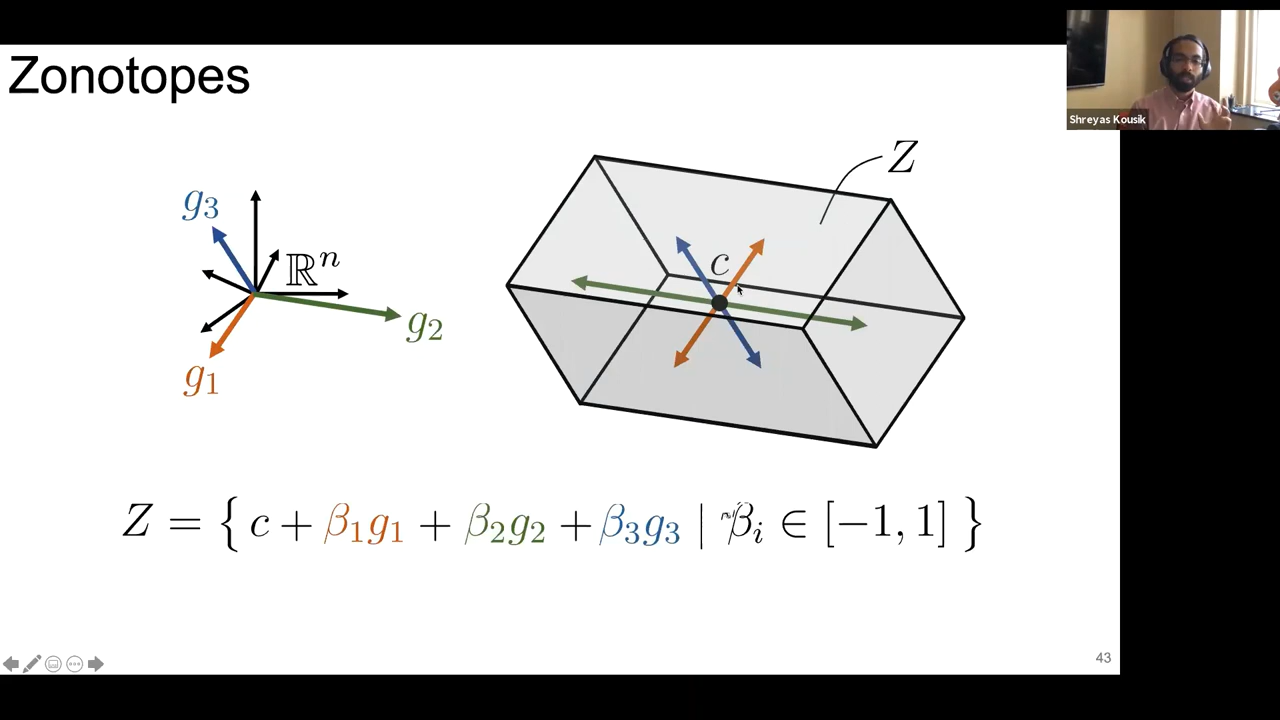 Zonotopes
Shreyas Kousik
Z
g₃
ℝⁿ
c
g₂
g₁
Z = { c + β₁g₁ + β₂g₂ + β₃g₃ | βᵢ ∈ [−1, 1] }
43